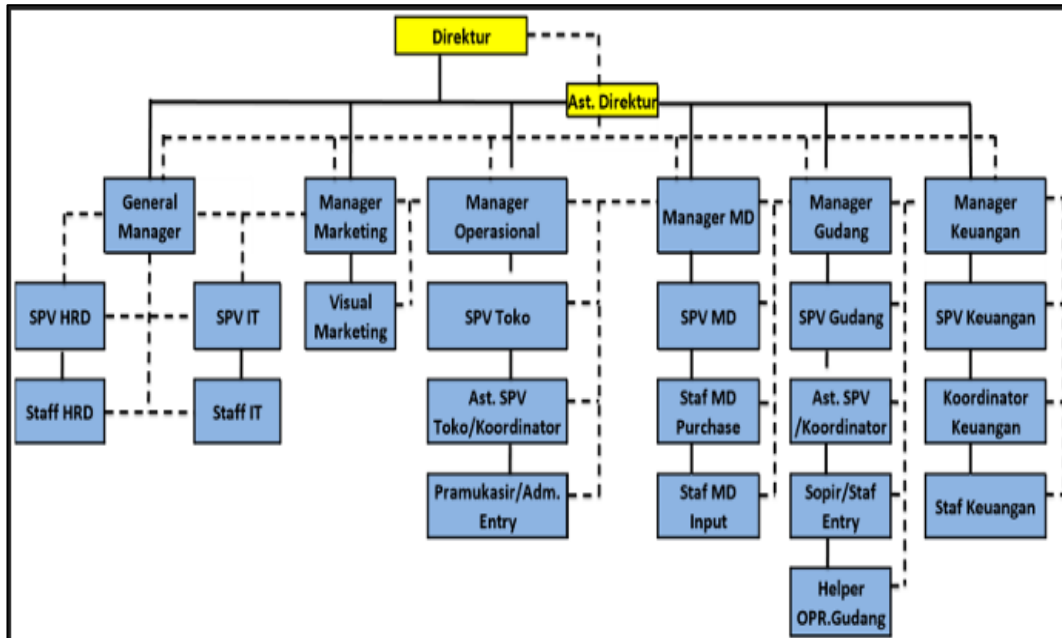 Direktur
Ast. Direktur
General
Manager
Manager
Marketing
Manager
Operasional
Manager MD
Manager
Gudang
Manager
Keuangan
SPV HRD
SPV IT
Visual
Marketing
SPV Toko
SPV MD
SPV Gudang
SPV Keuangan
Staff HRD
Staff IT
Ast. SPV
Toko/Koordinator
Staf MD
Purchase
Ast. SPV
/Koordinator
Koordinator
Keuangan
Pramukasir/Adm.
Entry
Staf MD
Input
Sopir/Staf
Entry
Staf Keuangan
Helper
OPR.Gudang